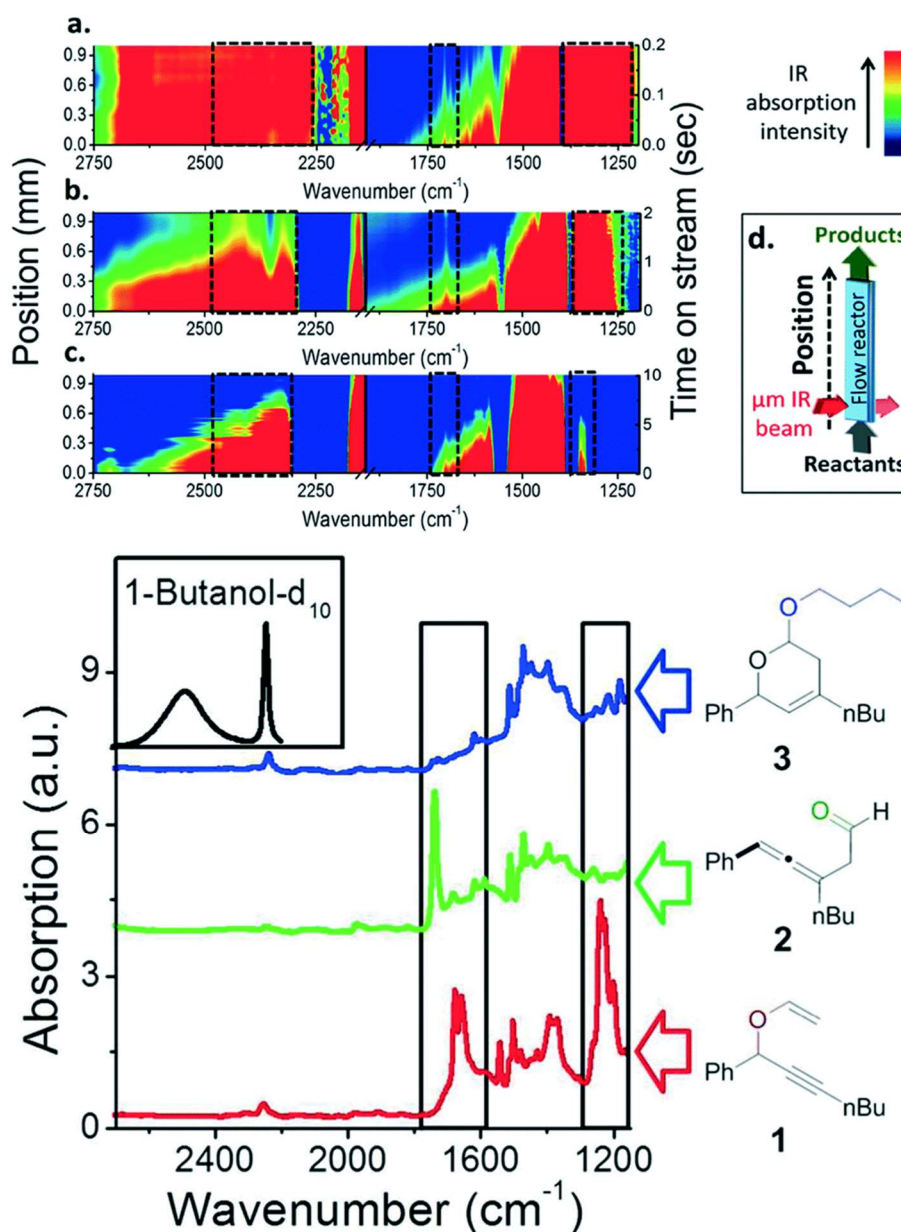 a.
0.9
0.6
0.3
0.0
0.2
0.1
0.0
2750 2500 2250 1750 1500 1250
Wavenumber (cm⁻¹)
b.
0.9
0.6
0.3
0.0
2
1
0
2750 2500 2250 1750 1500 1250
Wavenumber (cm⁻¹)
c.
0.9
0.6
0.3
0.0
10
5
0
2750 2500 2250 1750 1500 1250
Wavenumber (cm⁻¹)
Position (mm)
Time on stream (sec)
IR
absorption
intensity
d.
Products
Position
Flow reactor
μm IR
beam
Reactants
1-Butanol-d10
9
6
3
0
Absorption (a.u.)
2400 2000 1600 1200
Wavenumber (cm⁻¹)
O
O
Ph
nBu
3
O
H
Ph
nBu
2
O
Ph
nBu
1